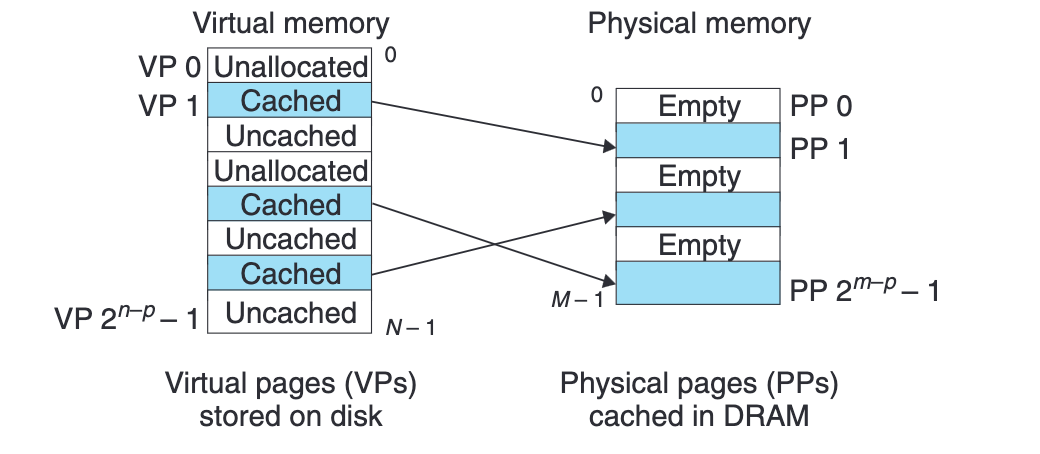 Virtual memory
Physical memory
VP 0 Unallocated 0
VP 1 Cached
Uncached
Unallocated
Cached
Uncached
Cached
VP 2ⁿ⁻ᵖ – 1 Uncached N – 1
0 Empty PP 0
PP 1
Empty
Empty
M – 1 PP 2ᵐ⁻ᵖ – 1
Virtual pages (VPs)
stored on disk
Physical pages (PPs)
cached in DRAM